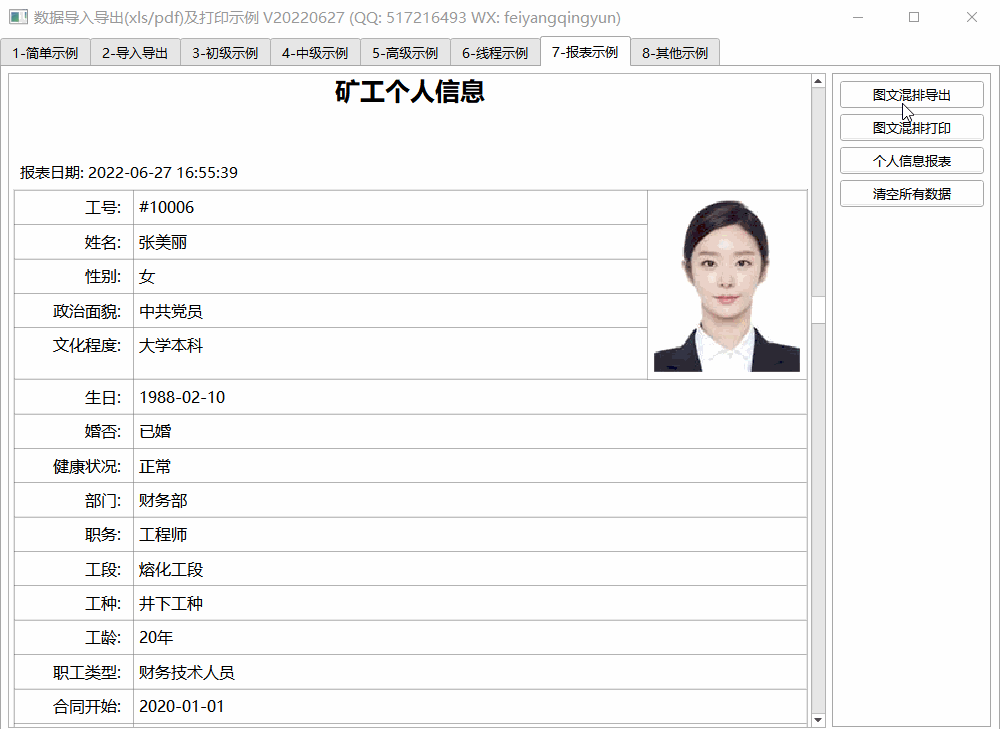 数据导入导出(xls/pdf)及打印示例 V20220627 (QQ: 517216493 WX: feiyangqingyun)
1-简单示例 2-导入导出 3-初级示例 4-中级示例 5-高级示例 6-线程示例 7-报表示例 8-其他示例
矿工个人信息
报表日期: 2022-06-27 16:55:39
工号: #10006
姓名: 张美丽
性别: 女
政治面貌: 中共党员
文化程度: 大学本科
生日: 1988-02-10
婚否: 已婚
健康状况: 正常
部门: 财务部
职务: 工程师
工段: 熔化工段
工种: 井下工种
工龄: 20年
职工类型: 财务技术人员
合同开始: 2020-01-01
图文混排导出
图文混排打印
个人信息报表
清空所有数据